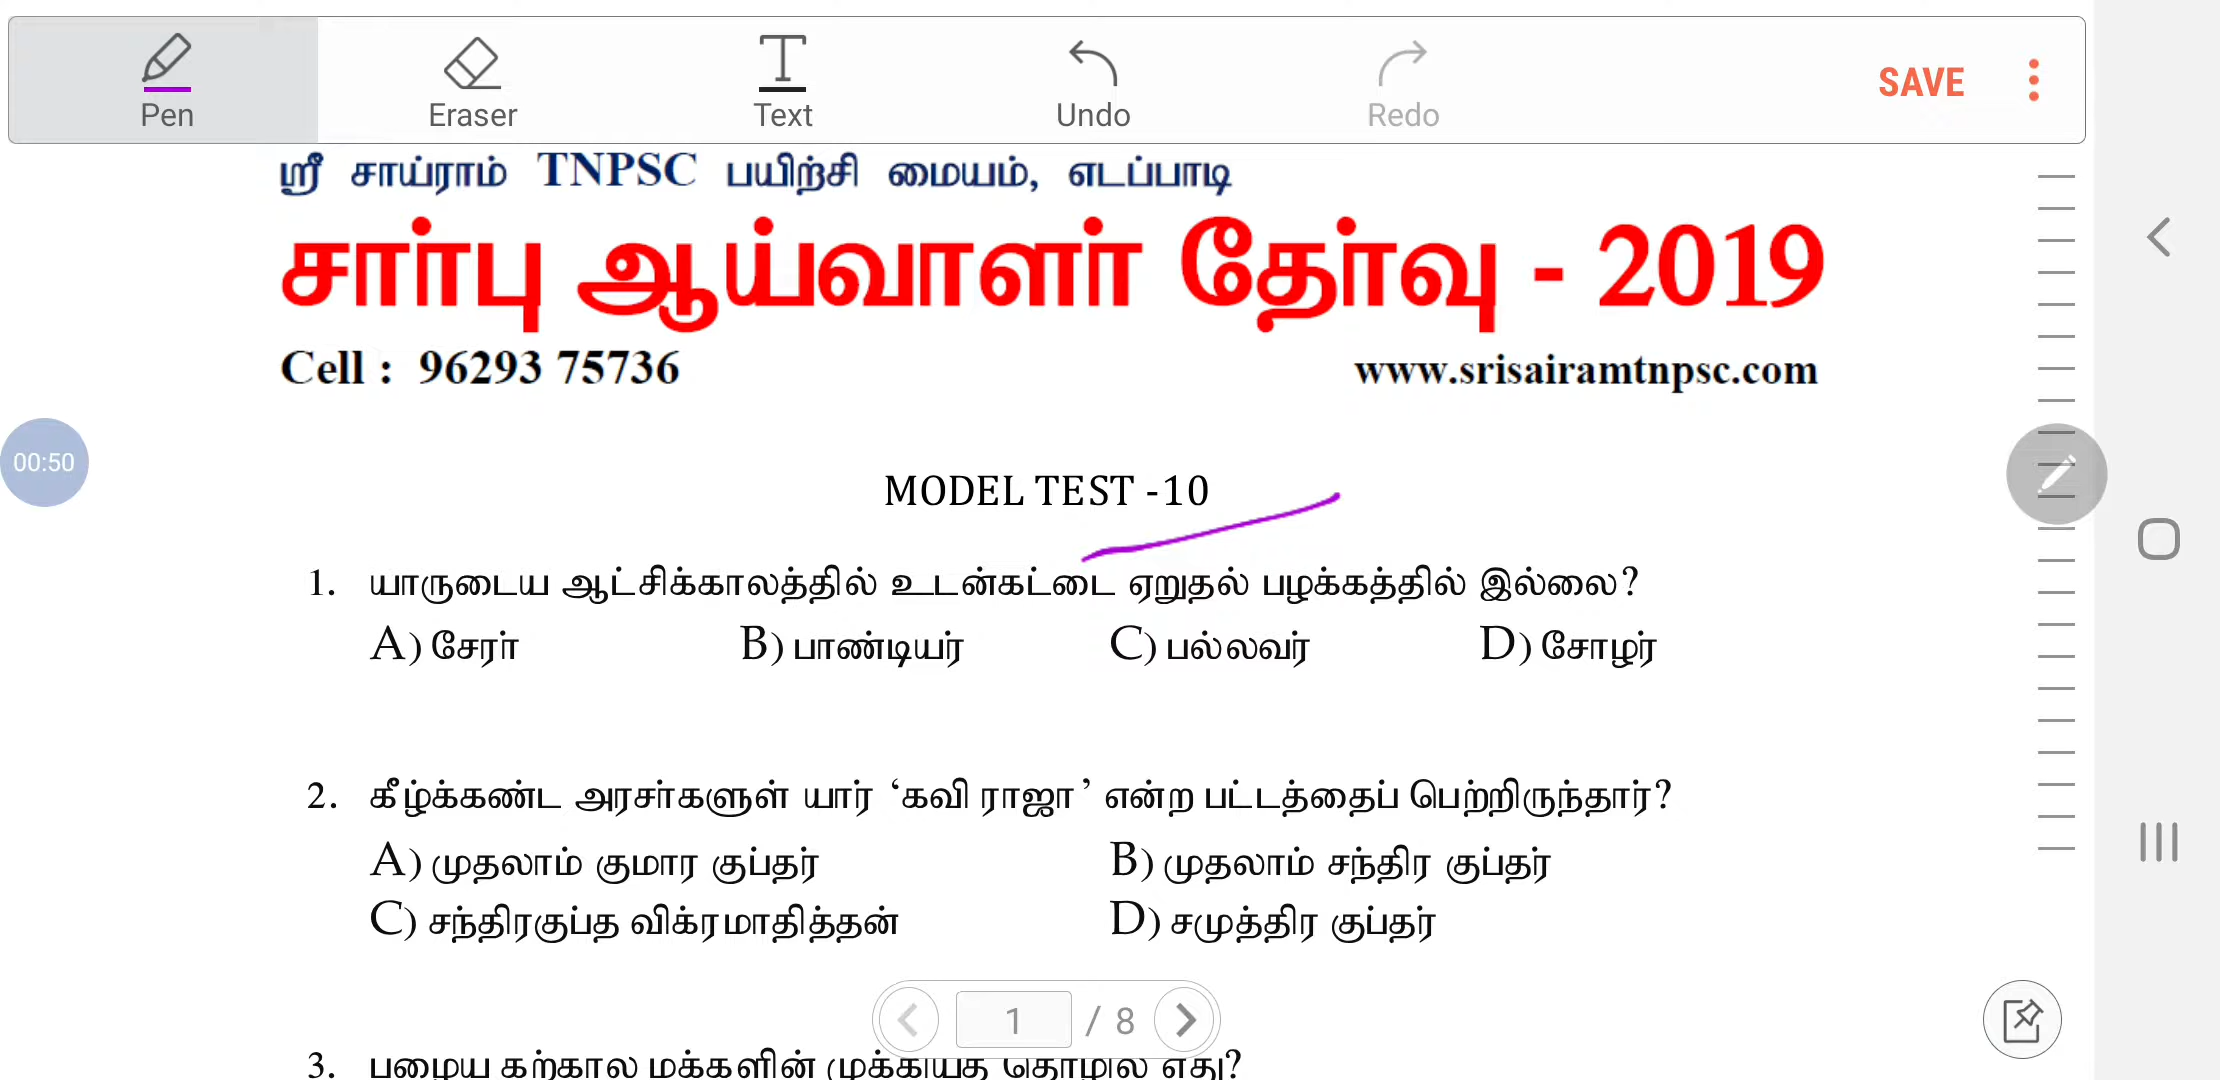 Pen
Eraser
Text
Undo
Redo
SAVE
ஸ்ரீ சாய்ராம் TNPSC பயிற்சி மையம், எடப்பாடி
சார்பு ஆய்வாளர் தேர்வு - 2019
Cell : 96293 75736
www.srisairamtnpsc.com
00:50
MODEL TEST -10
1. யாருடைய ஆட்சிக்காலத்தில் உடன்கட்டை ஏறுதல் பழக்கத்தில் இல்லை?
A) சேரர் B) பாண்டியர் C) பல்லவர் D) சோழர்
2. கீழ்க்கண்ட அரசர்களுள் யார் ‘கவி ராஜா’ என்ற பட்டத்தைப் பெற்றிருந்தார்?
A) முதலாம் குமார குப்தர் B) முதலாம் சந்திர குப்தர்
C) சந்திரகுப்த விக்ரமாதித்தன் D) சமுத்திர குப்தர்
1 / 8
3. பழைய கற்கால மக்களின் முக்கியத் தொழில் எது?